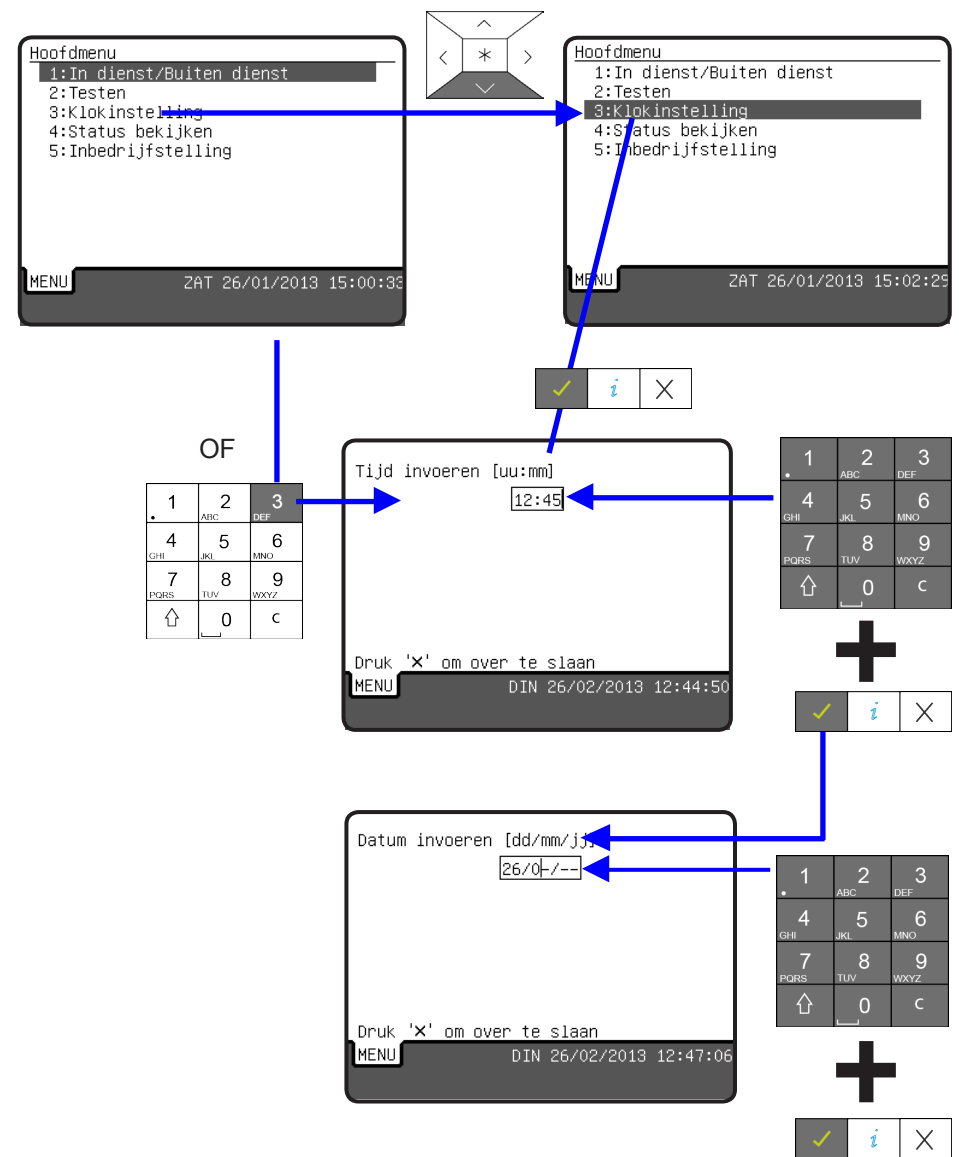 Hoofdmenu
1:In dienst/Buiten dienst
2:Testen
3:Klokinstelling
4:Status bekijken
5:Inbedrijfstelling
MENU
ZAT 26/01/2013 15:00:33
Hoofdmenu
1:In dienst/Buiten dienst
2:Testen
3:Klokinstelling
4:Status bekijken
5:Inbedrijfstelling
MENU
ZAT 26/01/2013 15:02:29
i
OF
1 2 3
ABC DEF
4 5 6
GHI JKL MNO
7 8 9
PQRS TUV WXYZ
0 C
Tijd invoeren [uu:mm]
12:45
Druk 'X' om over te slaan
MENU
DIN 26/02/2013 12:44:50
1 2 3
ABC DEF
4 5 6
GHI JKL MNO
7 8 9
PQRS TUV WXYZ
0 C
i
Datum invoeren [dd/mm/jj]
26/0-/--
Druk 'X' om over te slaan
MENU
DIN 26/02/2013 12:47:06
1 2 3
ABC DEF
4 5 6
GHI JKL MNO
7 8 9
PQRS TUV WXYZ
0 C
i